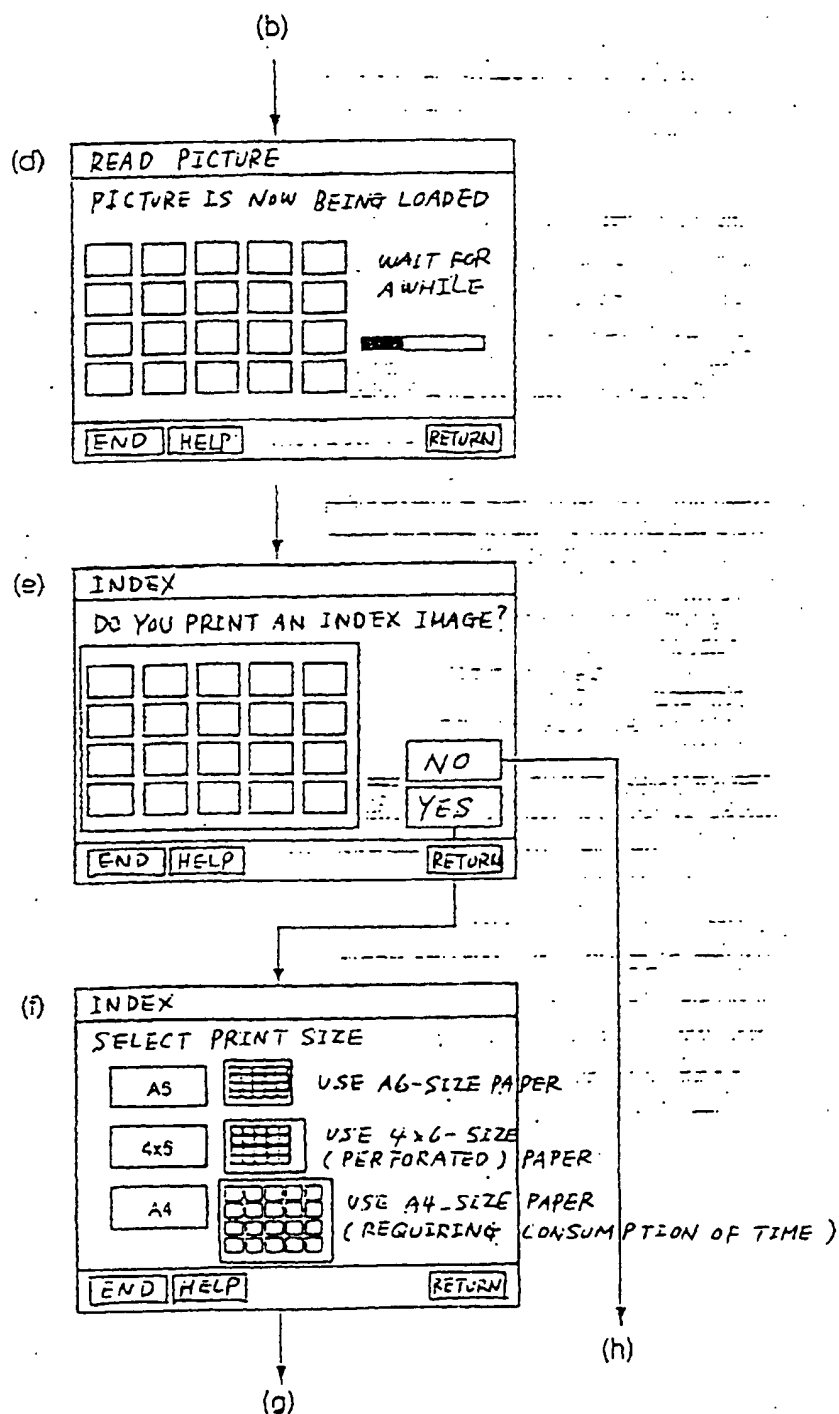 (b)
(d)
READ PICTURE
PICTURE IS NOW BEING LOADED
WAIT FOR
A WHILE
END HELP RETURN
(e)
INDEX
DO YOU PRINT AN INDEX IMAGE?
NO
YES
END HELP RETURN
(i)
INDEX
SELECT PRINT SIZE
A5 USE A6-SIZE PAPER
4x5 USE 4x6-SIZE
(PERFORATED) PAPER
A4 USE A4-SIZE PAPER
(REQUIRING CONSUMPTION OF TIME)
END HELP RETURN
(h)
(g)